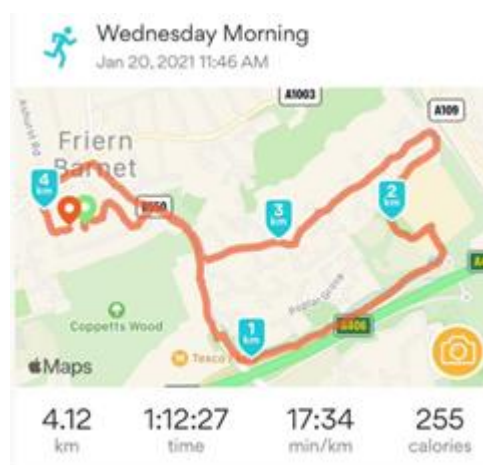 Wednesday Morning
Jan 20, 2021 11:46 AM
A1003
A109
Ashurst Rd
Friern
Barnet
4
km
B550
3
km
2
km
Poplar Grove
1
km
A406
Coppetts Wood
Tesco
Maps
4.12
km
1:12:27
time
17:34
min/km
255
calories